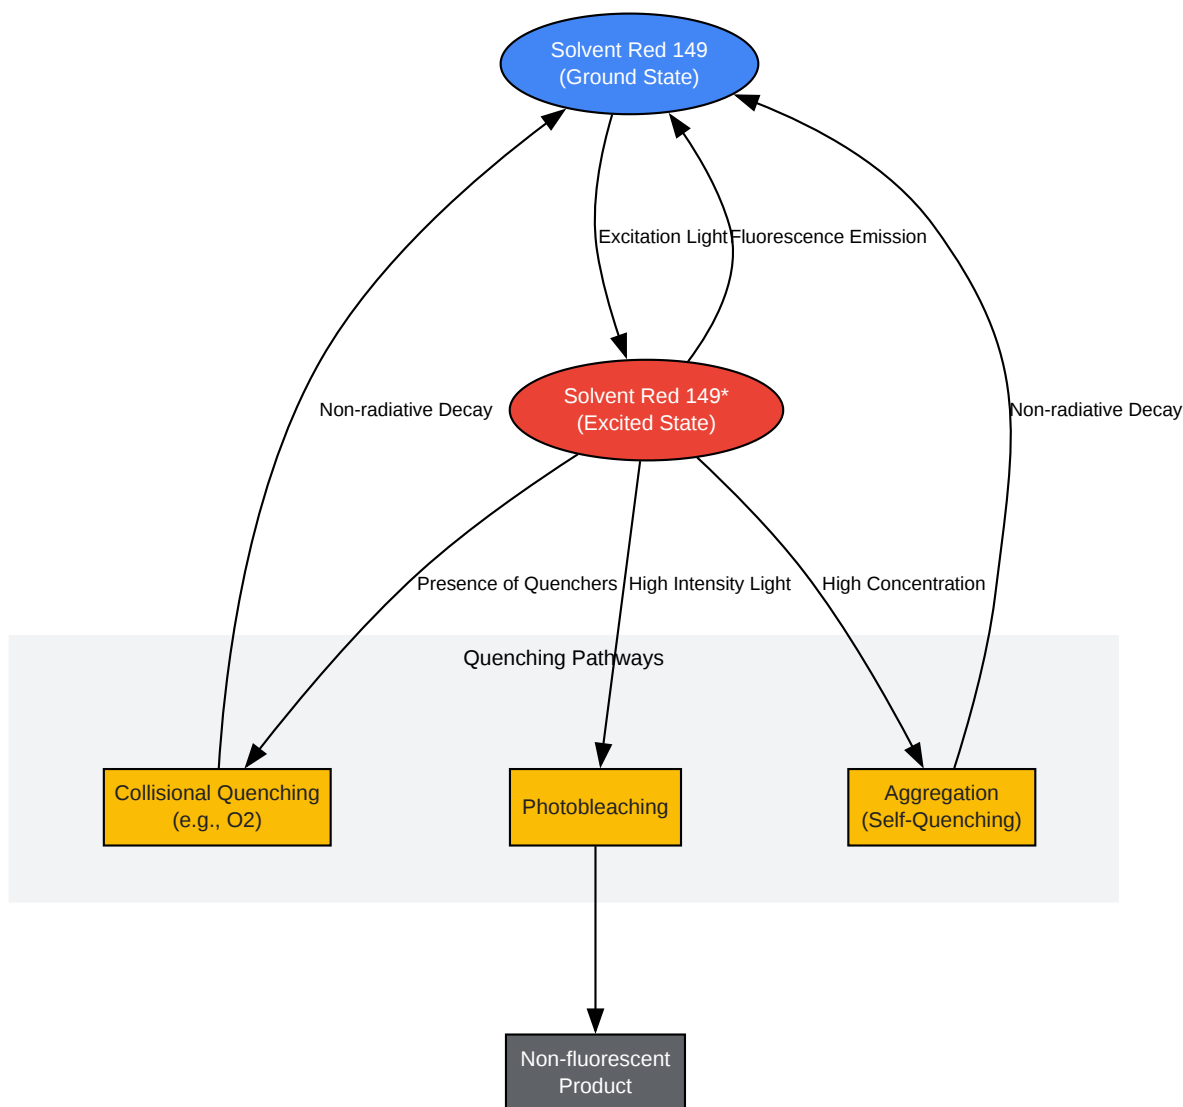 Solvent Red 149
(Ground State)
Excitation Light
Fluorescence Emission
Solvent Red 149*
(Excited State)
Non-radiative Decay
Non-radiative Decay
Presence of Quenchers
High Intensity Light
High Concentration
Quenching Pathways
Collisional Quenching
(e.g., O2)
Photobleaching
Aggregation
(Self-Quenching)
Non-fluorescent
Product